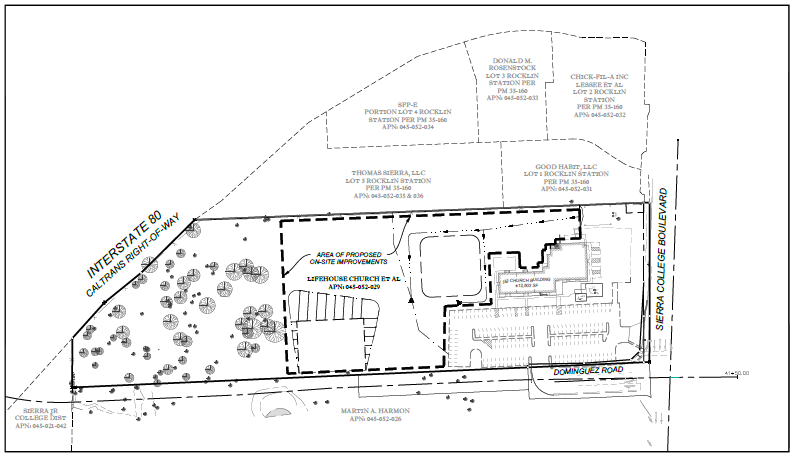 DONALD M.
ROSENSTOCK
LOT 3 ROCKLIN
STATION PER
PM 35-160
APN: 045-052-033
CHICK-FIL-A INC
LESSEE ET AL
LOT 2 ROCKLIN
STATION
PER PM 35-160
APN: 045-052-032
SPP-E
PORTION LOT 4 ROCKLIN
STATION PER PM 35-160
APN: 045-052-034
THOMAS SIERRA, LLC
LOT 5 ROCKLIN STATION
PER PM 35-160
APN: 045-052-035 & 036
GOOD HABIT, LLC
LOT 1 ROCKLIN STATION
PER PM 35-160
APN: 045-052-031
INTERSTATE 80
CALTRANS RIGHT-OF-WAY
AREA OF PROPOSED
ON-SITE IMPROVEMENTS
LIFEHOUSE CHURCH ET AL
APN: 045-052-029
CHURCH BUILDING
SIERRA COLLEGE BOULEVARD
DOMINGUEZ ROAD
SIERRA JR
COLLEGE DIST
APN: 045-021-042
MARTIN A. HARMON
APN: 045-052-026